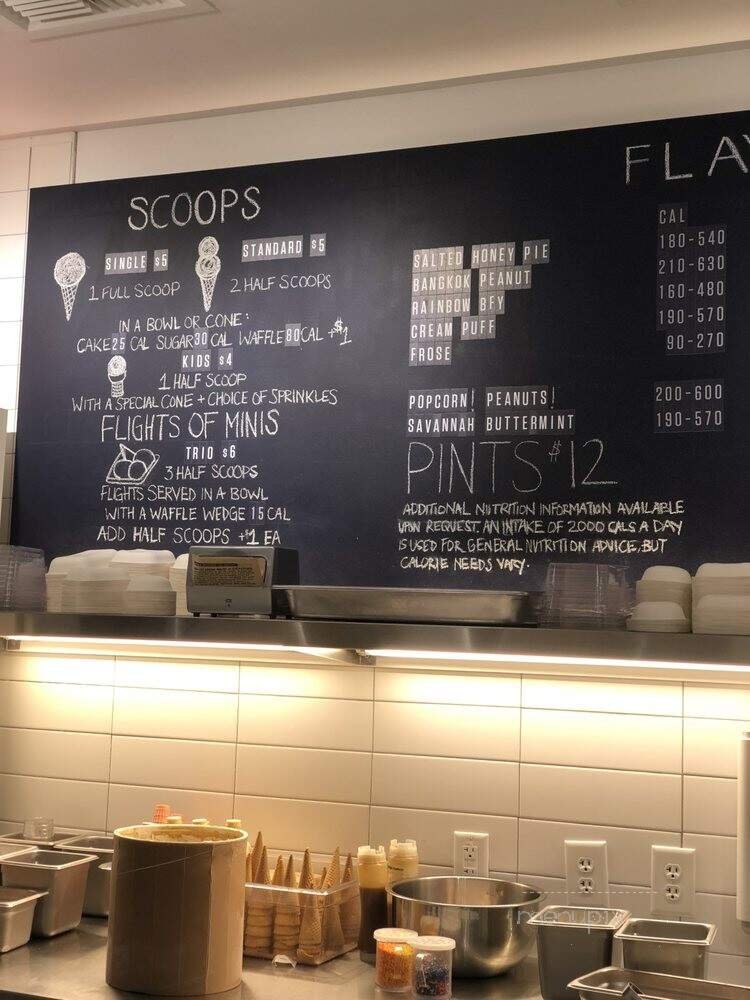 SCOOPS
SINGLE $5
1 FULL SCOOP
STANDARD $5
2 HALF SCOOPS
IN A BOWL OR CONE:
CAKE 25 CAL SUGAR 30 CAL WAFFLE 80 CAL +$1
KIDS $4
1 HALF SCOOP
WITH A SPECIAL CONE + CHOICE OF SPRINKLES
FLIGHTS OF MINIS
TRIO $6
3 HALF SCOOPS
FLIGHTS SERVED IN A BOWL
WITH A WAFFLE WEDGE 15 CAL
ADD HALF SCOOPS +$1 EA
FLA
CAL
SALTED HONEY PIE 180-540
BANGKOK PEANUT 210-630
RAINBOW BFY 160-480
CREAM PUFF 190-570
FROSE 90-270
POPCORN! PEANUTS! 200-600
SAVANNAH BUTTERMINT 190-570
PINTS $12
ADDITIONAL NUTRITION INFORMATION AVAILABLE
UPON REQUEST. AN INTAKE OF 2000 CALS A DAY
IS USED FOR GENERAL NUTRITION ADVICE, BUT
CALORIE NEEDS VARY.